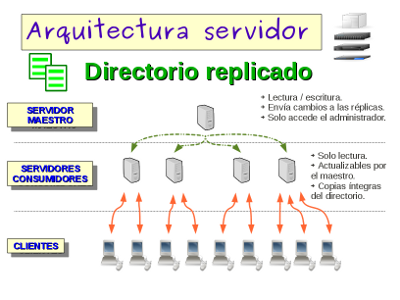 Arquitectura servidor
Directorio replicado
SERVIDOR
MAESTRO
+ Lectura / escritura.
+ Envía cambios a las réplicas.
+ Solo accede el administrador.
SERVIDORES
CONSUMIDORES
+ Solo lectura.
+ Actualizables por
el maestro.
+ Copias íntegras
del directorio.
CLIENTES